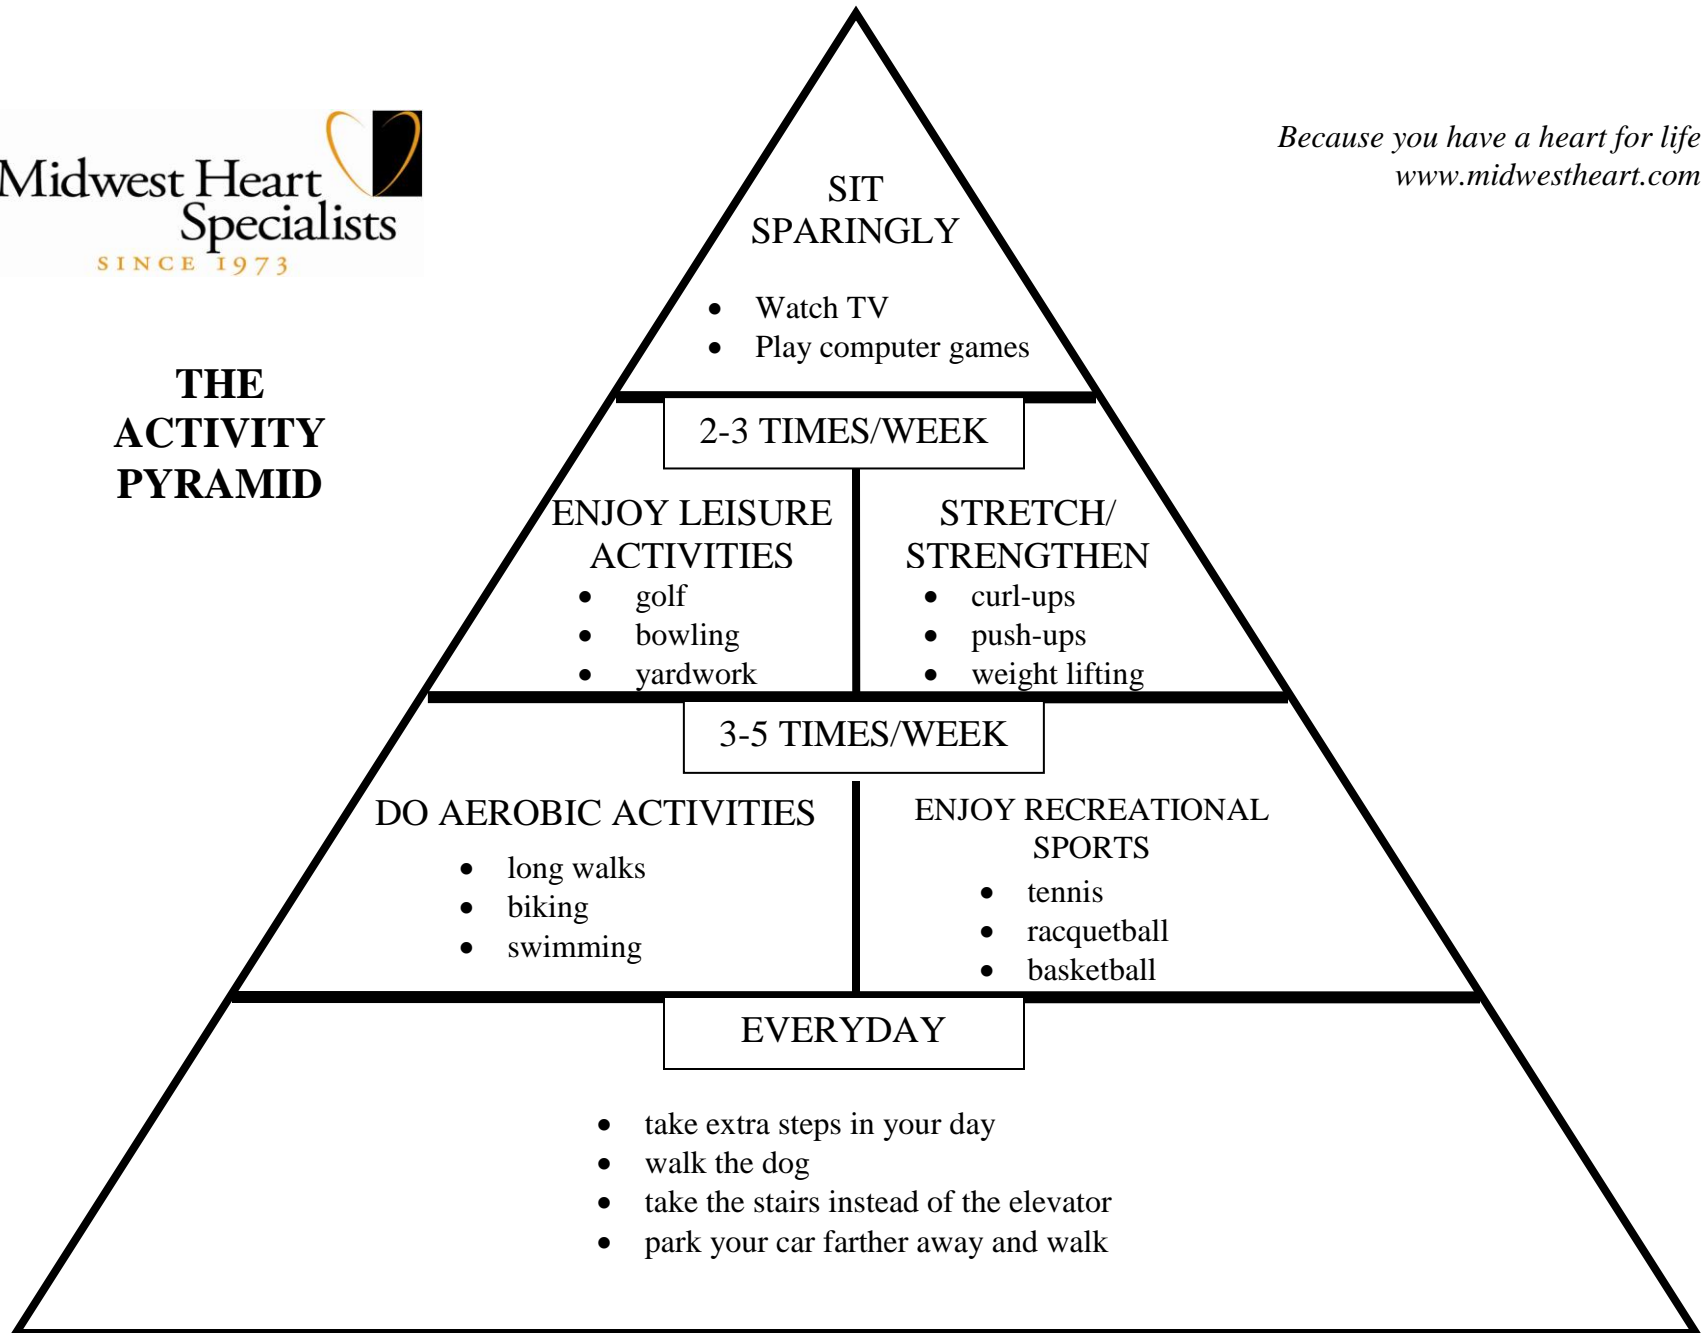 Midwest Heart
Specialists
SINCE 1973
Because you have a heart for life
www.midwestheart.com
THE
ACTIVITY
PYRAMID
SIT
SPARINGLY
• Watch TV
• Play computer games
2-3 TIMES/WEEK
ENJOY LEISURE
ACTIVITIES
• golf
• bowling
• yardwork
STRETCH/
STRENGTHEN
• curl-ups
• push-ups
• weight lifting
3-5 TIMES/WEEK
DO AEROBIC ACTIVITIES
• long walks
• biking
• swimming
ENJOY RECREATIONAL
SPORTS
• tennis
• racquetball
• basketball
EVERYDAY
• take extra steps in your day
• walk the dog
• take the stairs instead of the elevator
• park your car farther away and walk